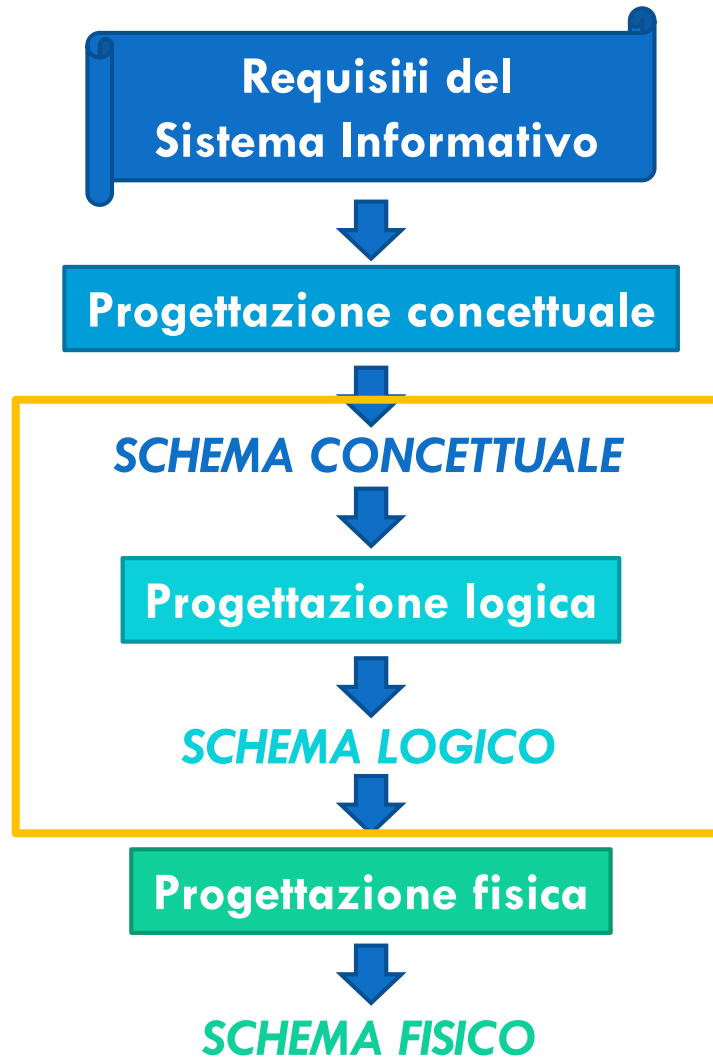 Requisiti del
Sistema Informativo
Progettazione concettuale
SCHEMA CONCETTUALE
Progettazione logica
SCHEMA LOGICO
Progettazione fisica
SCHEMA FISICO